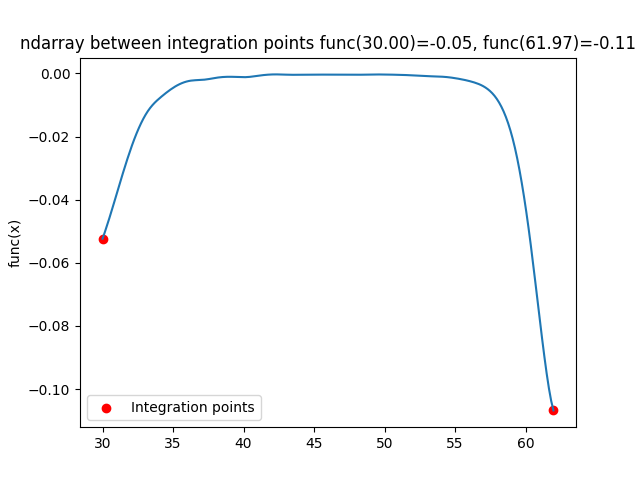 ndarray between integration points func(30.00)=-0.05, func(61.97)=-0.11
0.00
−0.02
−0.04
−0.06
−0.08
−0.10
func(x)
Integration points
30 35 40 45 50 55 60